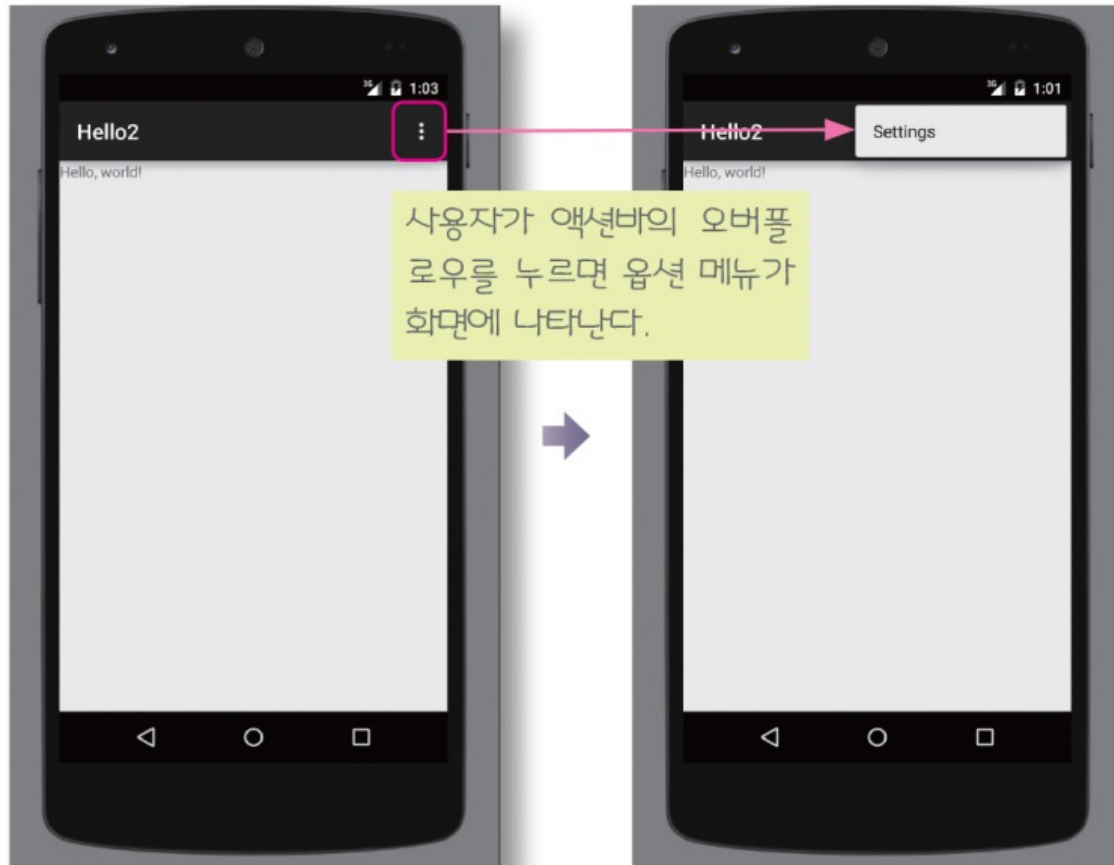 3G 1:03
Hello2
Hello, world!
3G 1:01
Hello2
Settings
Hello, world!
사용자가 액션바의 오버플
로우를 누르면 옵션 메뉴가
화면에 나타난다.